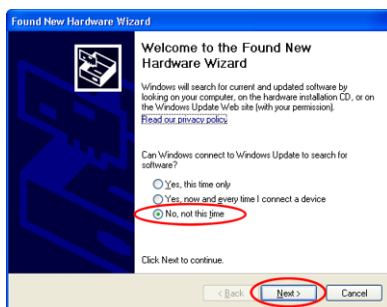 Found New Hardware Wizard
Welcome to the Found New
Hardware Wizard
Windows will search for current and updated software by
looking on your computer, on the hardware installation CD, or on
the Windows Update Web site (with your permission).
Read our privacy policy
Can Windows connect to Windows Update to search for
software?
Yes, this time only
Yes, now and every time I connect a device
No, not this time
Click Next to continue.
< Back Next > Cancel